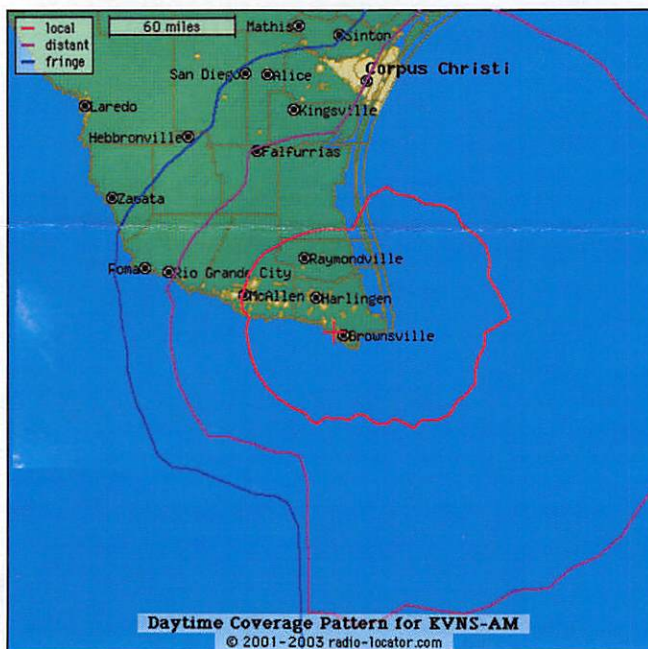 local
distant
fringe
60 miles
Mathis
Sinton
Corpus Christi
San Diego
Alice
Laredo
Kingsville
Hebbronville
Falfurrias
Zapata
Raymondville
Roma
Rio Grande City
McAllen
Harlingen
Brownsville
Daytime Coverage Pattern for KVNS-AM
© 2001-2003 radio-locator.com